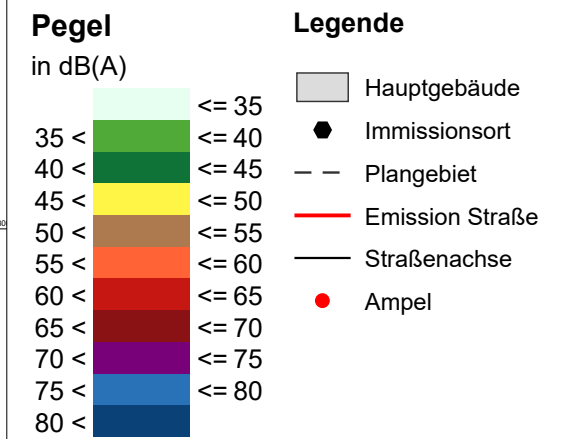 Pegel
in dB(A)
<= 35
35 < <= 40
40 < <= 45
45 < <= 50
50 < <= 55
55 < <= 60
60 < <= 65
65 < <= 70
70 < <= 75
75 < <= 80
80 <
Legende
Hauptgebäude
Immissionsort
Plangebiet
Emission Straße
Straßenachse
Ampel